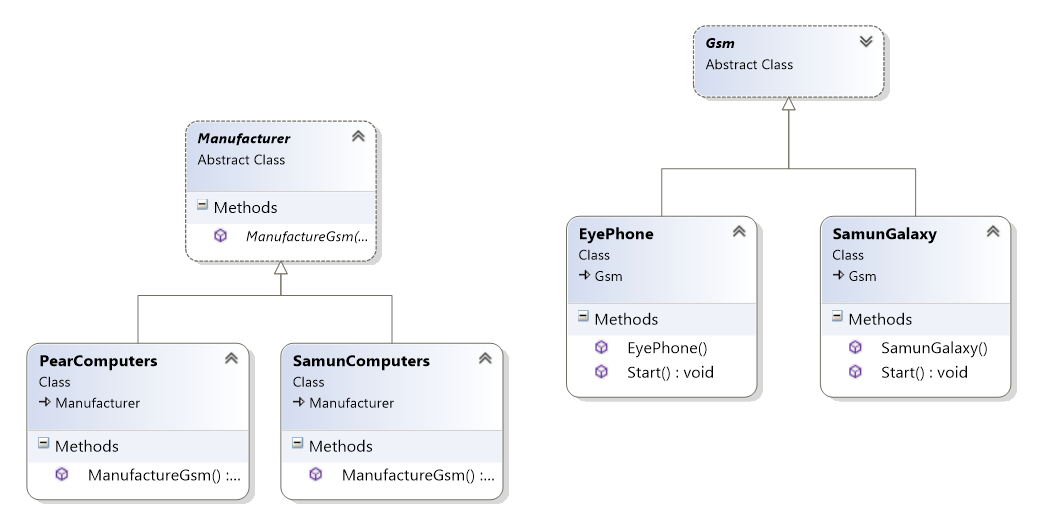 Manufacturer
Abstract Class
Methods
ManufactureGsm(...
PearComputers
Class
Manufacturer
Methods
ManufactureGsm() :...
SamunComputers
Class
Manufacturer
Methods
ManufactureGsm() :...
Gsm
Abstract Class
EyePhone
Class
Gsm
Methods
EyePhone()
Start() : void
SamunGalaxy
Class
Gsm
Methods
SamunGalaxy()
Start() : void